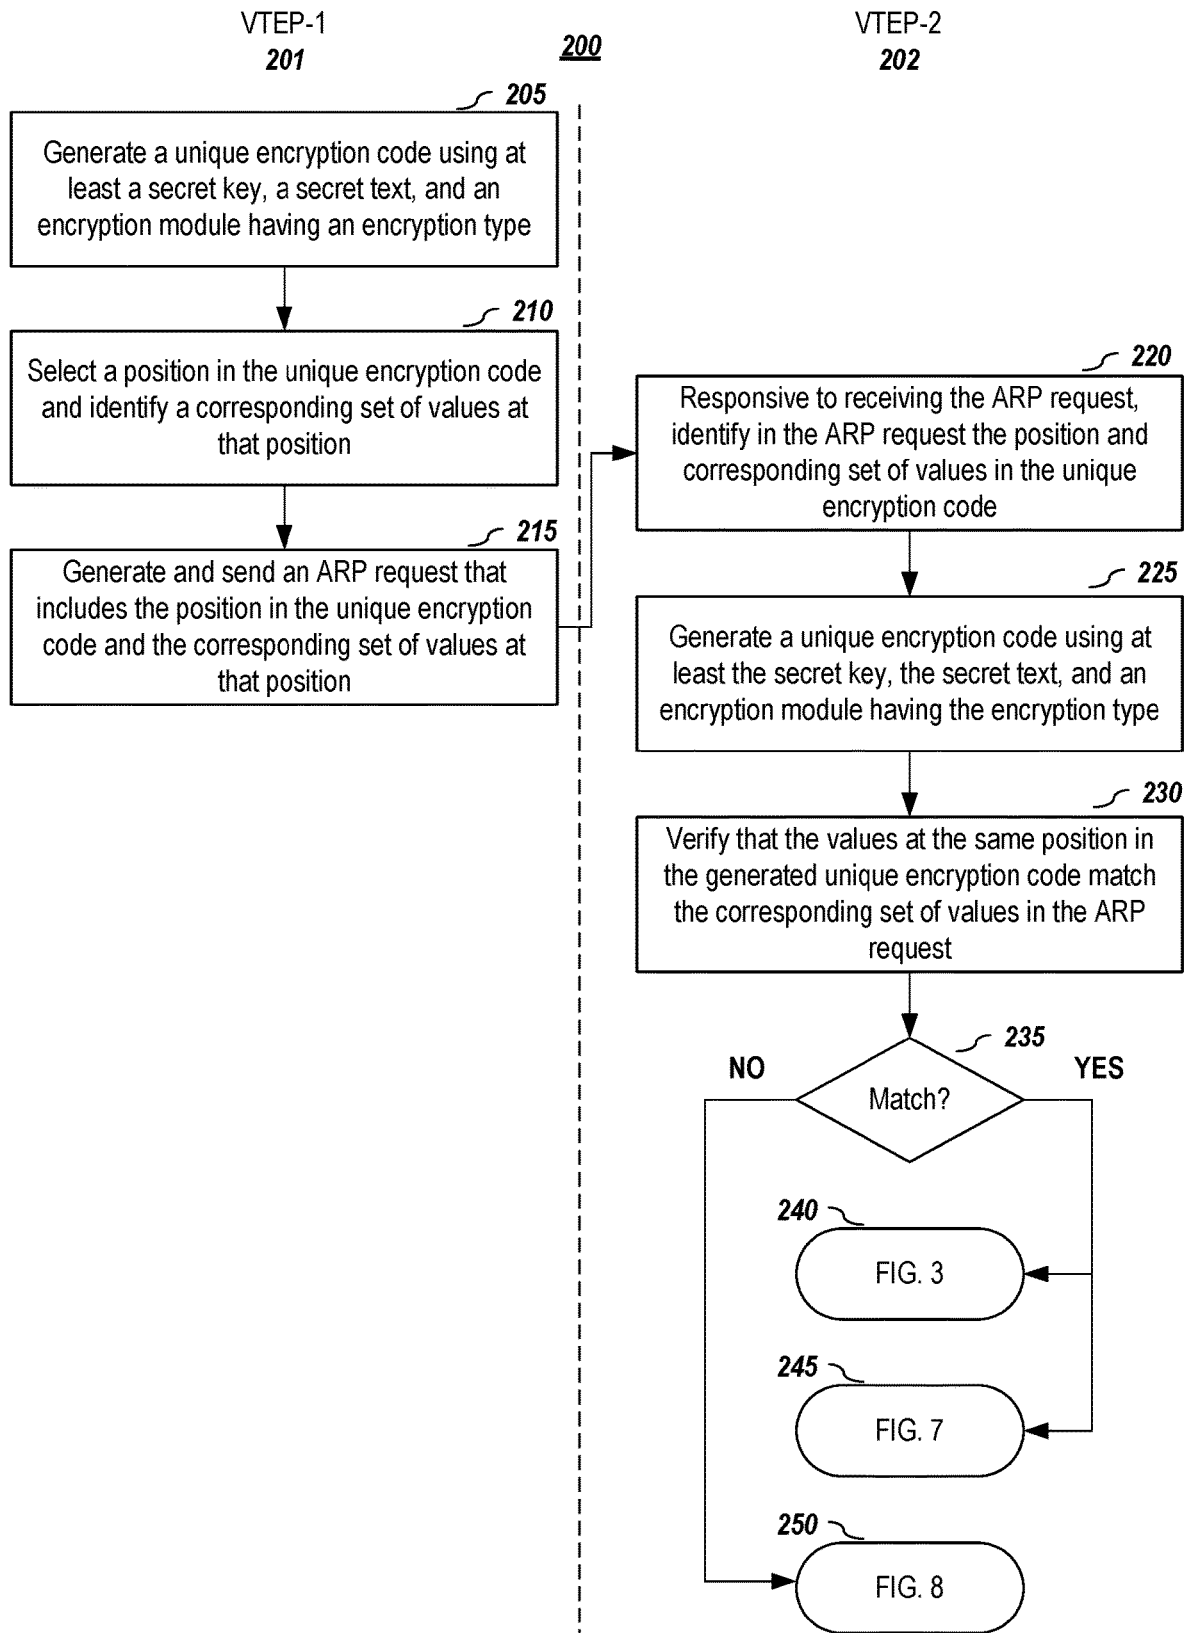 VTEP-1
201
200
VTEP-2
202
205
Generate a unique encryption code using at
least a secret key, a secret text, and an
encryption module having an encryption type
210
Select a position in the unique encryption code
and identify a corresponding set of values at
that position
215
Generate and send an ARP request that
includes the position in the unique encryption
code and the corresponding set of values at
that position
220
Responsive to receiving the ARP request,
identify in the ARP request the position and
corresponding set of values in the unique
encryption code
225
Generate a unique encryption code using at
least the secret key, the secret text, and an
encryption module having the encryption type
230
Verify that the values at the same position in
the generated unique encryption code match
the corresponding set of values in the ARP
request
235
NO
YES
Match?
240
FIG. 3
245
FIG. 7
250
FIG. 8